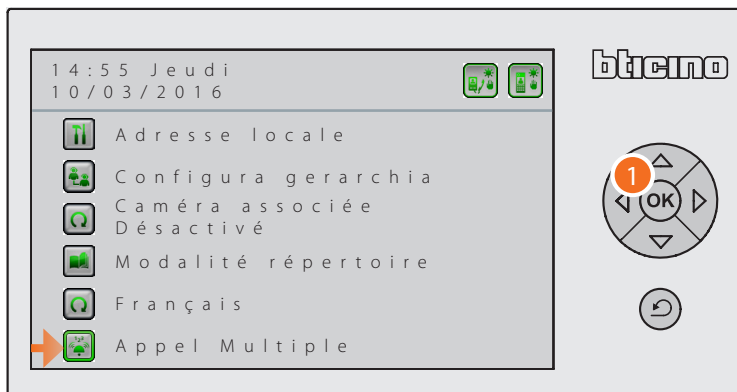 14:55 Jeudi
10/03/2016
bticino
Adresse locale
Configura gerarchia
Caméra associée
Désactivé
Modalité répertoire
Français
Appel Multiple
1
OK